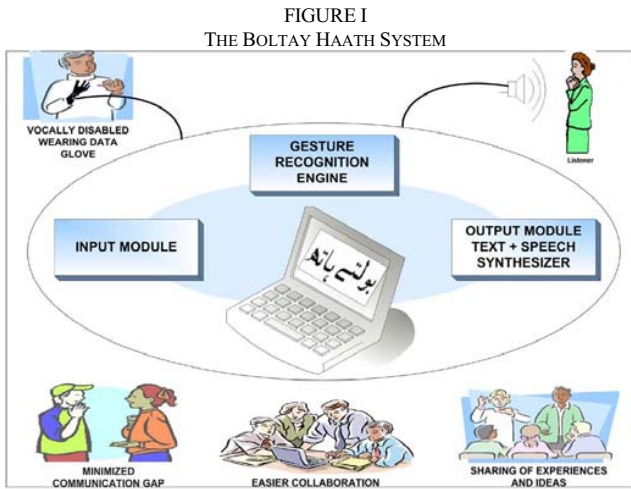 FIGURE I
THE BOLTAY HAATH SYSTEM
VOCALLY DISABLED
WEARING DATA
GLOVE
Listener
GESTURE
RECOGNITION
ENGINE
INPUT MODULE
OUTPUT MODULE
TEXT + SPEECH
SYNTHESIZER
بولتے ہاتھ
MINIMIZED
COMMUNICATION GAP
EASIER COLLABORATION
SHARING OF EXPERIENCES
AND IDEAS